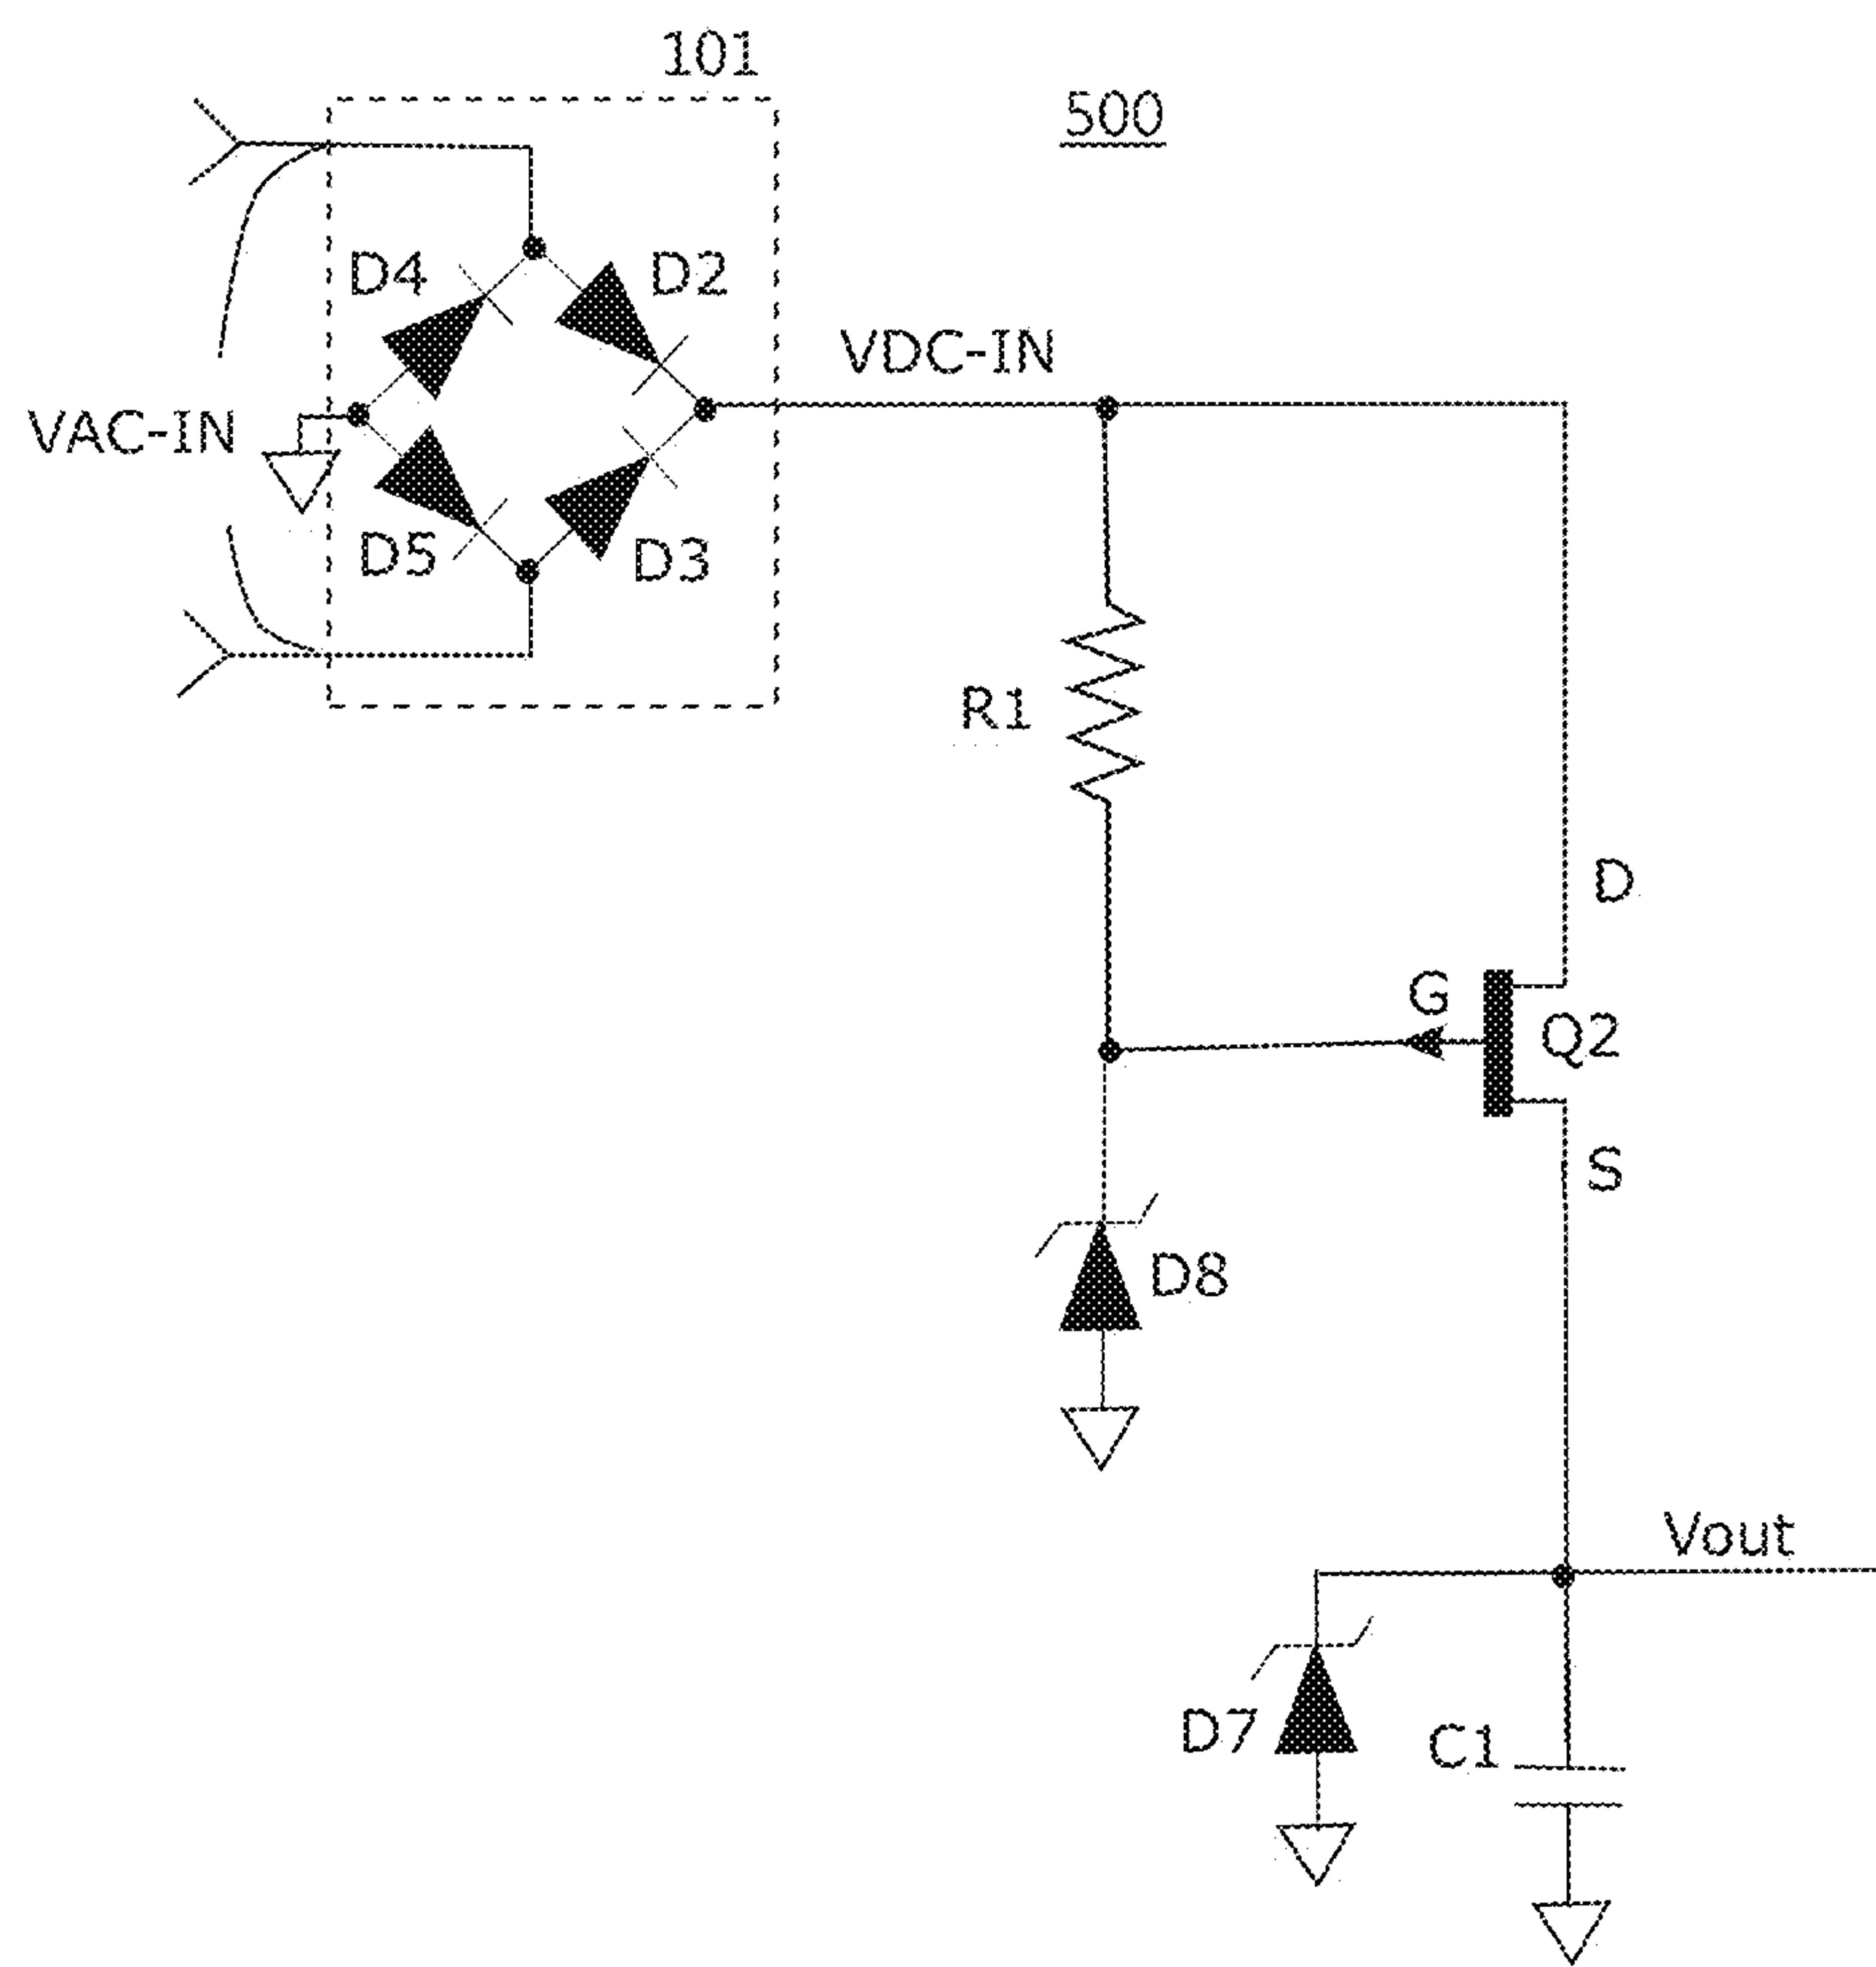 101
500
D4
D2
VDC-IN
VAC-IN
D5
D3
R1
D
G
Q2
S
D8
Vout
D7
C1